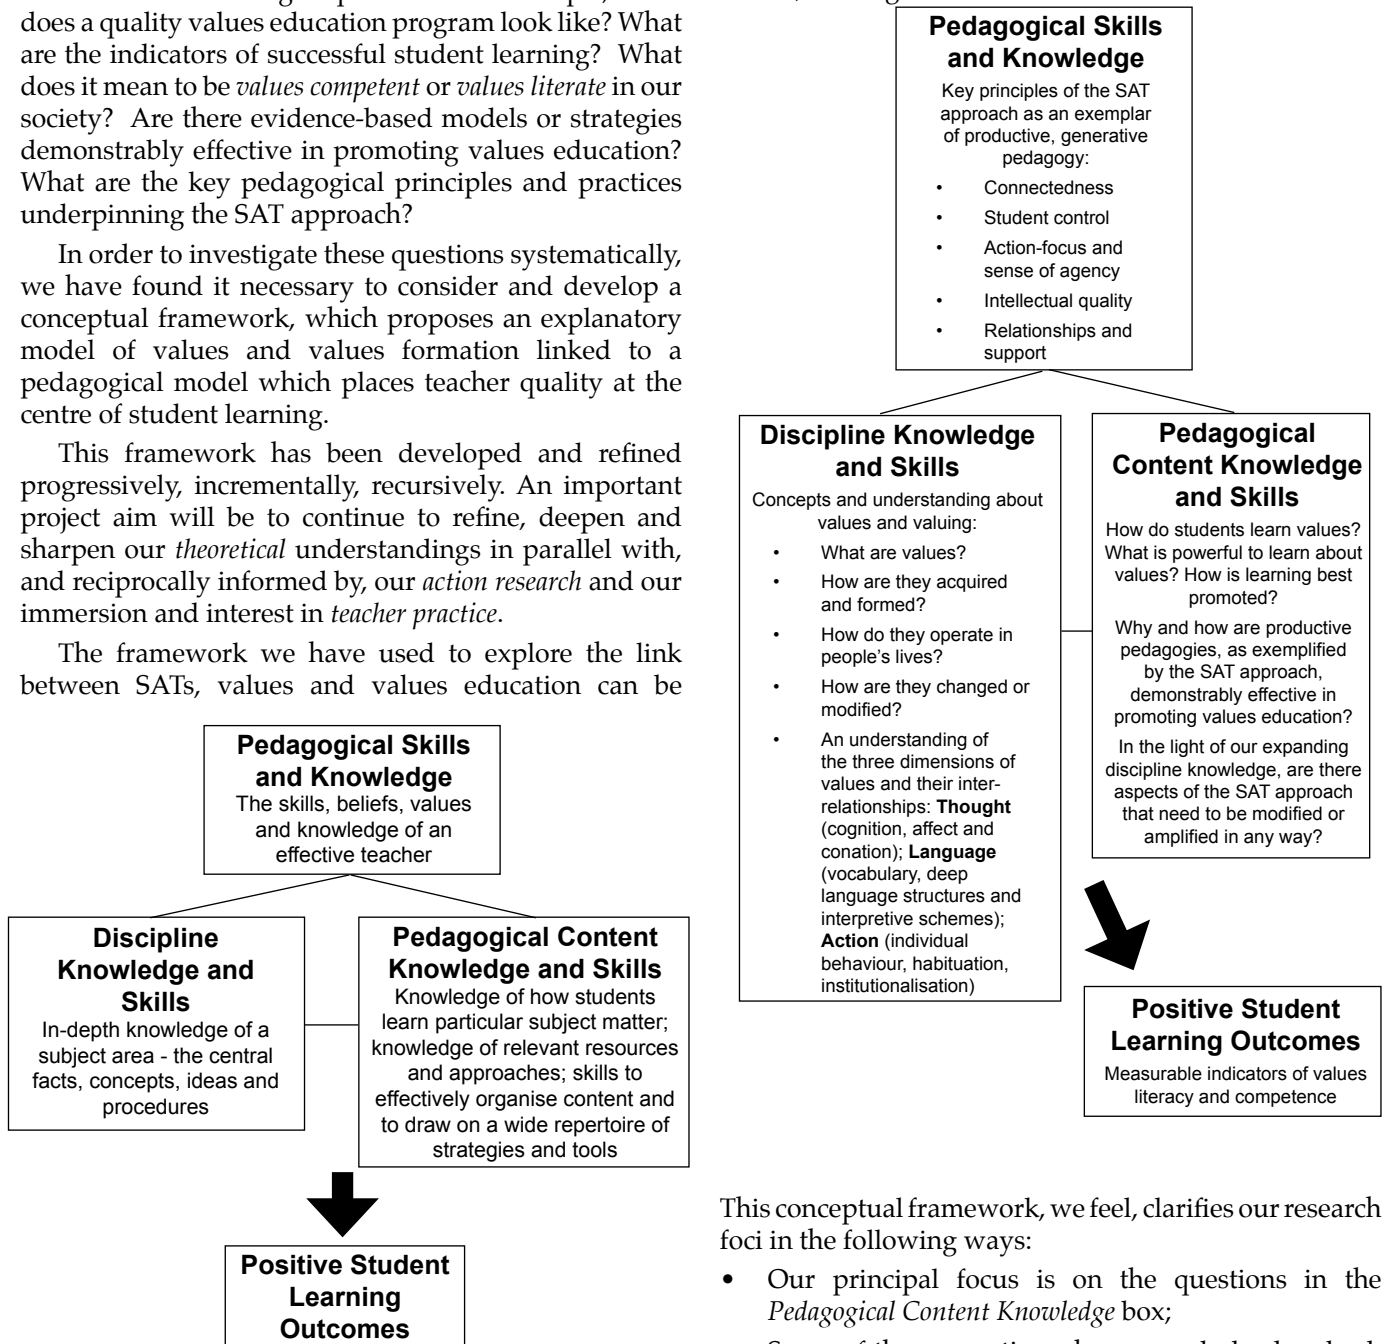 does a quality values education program look like? What
are the indicators of successful student learning? What
does it mean to be values competent or values literate in our
society? Are there evidence-based models or strategies
demonstrably effective in promoting values education?
What are the key pedagogical principles and practices
underpinning the SAT approach?
In order to investigate these questions systematically,
we have found it necessary to consider and develop a
conceptual framework, which proposes an explanatory
model of values and values formation linked to a
pedagogical model which places teacher quality at the
centre of student learning.
This framework has been developed and refined
progressively, incrementally, recursively. An important
project aim will be to continue to refine, deepen and
sharpen our theoretical understandings in parallel with,
and reciprocally informed by, our action research and our
immersion and interest in teacher practice.
The framework we have used to explore the link
between SATs, values and values education can be
Pedagogical Skills
and Knowledge
The skills, beliefs, values
and knowledge of an
effective teacher
Discipline
Knowledge and
Skills
In-depth knowledge of a
subject area - the central
facts, concepts, ideas and
procedures
Pedagogical Content
Knowledge and Skills
Knowledge of how students
learn particular subject matter;
knowledge of relevant resources
and approaches; skills to
effectively organise content and
to draw on a wide repertoire of
strategies and tools
Positive Student
Learning
Outcomes
Pedagogical Skills
and Knowledge
Key principles of the SAT
approach as an exemplar
of productive, generative
pedagogy:
• Connectedness
• Student control
• Action-focus and
sense of agency
• Intellectual quality
• Relationships and
support
Discipline Knowledge
and Skills
Concepts and understanding about
values and valuing:
• What are values?
• How are they acquired
and formed?
• How do they operate in
people's lives?
• How are they changed or
modified?
• An understanding of
the three dimensions of
values and their inter-
relationships: Thought
(cognition, affect and
conation); Language
(vocabulary, deep
language structures and
interpretive schemes);
Action (individual
behaviour, habituation,
institutionalisation)
Pedagogical
Content Knowledge
and Skills
How do students learn values?
What is powerful to learn about
values? How is learning best
promoted?
Why and how are productive
pedagogies, as exemplified
by the SAT approach,
demonstrably effective in
promoting values education?
In the light of our expanding
discipline knowledge, are there
aspects of the SAT approach
that need to be modified or
amplified in any way?
Positive Student
Learning Outcomes
Measurable indicators of values
literacy and competence
This conceptual framework, we feel, clarifies our research
foci in the following ways:
• Our principal focus is on the questions in the
Pedagogical Content Knowledge box;